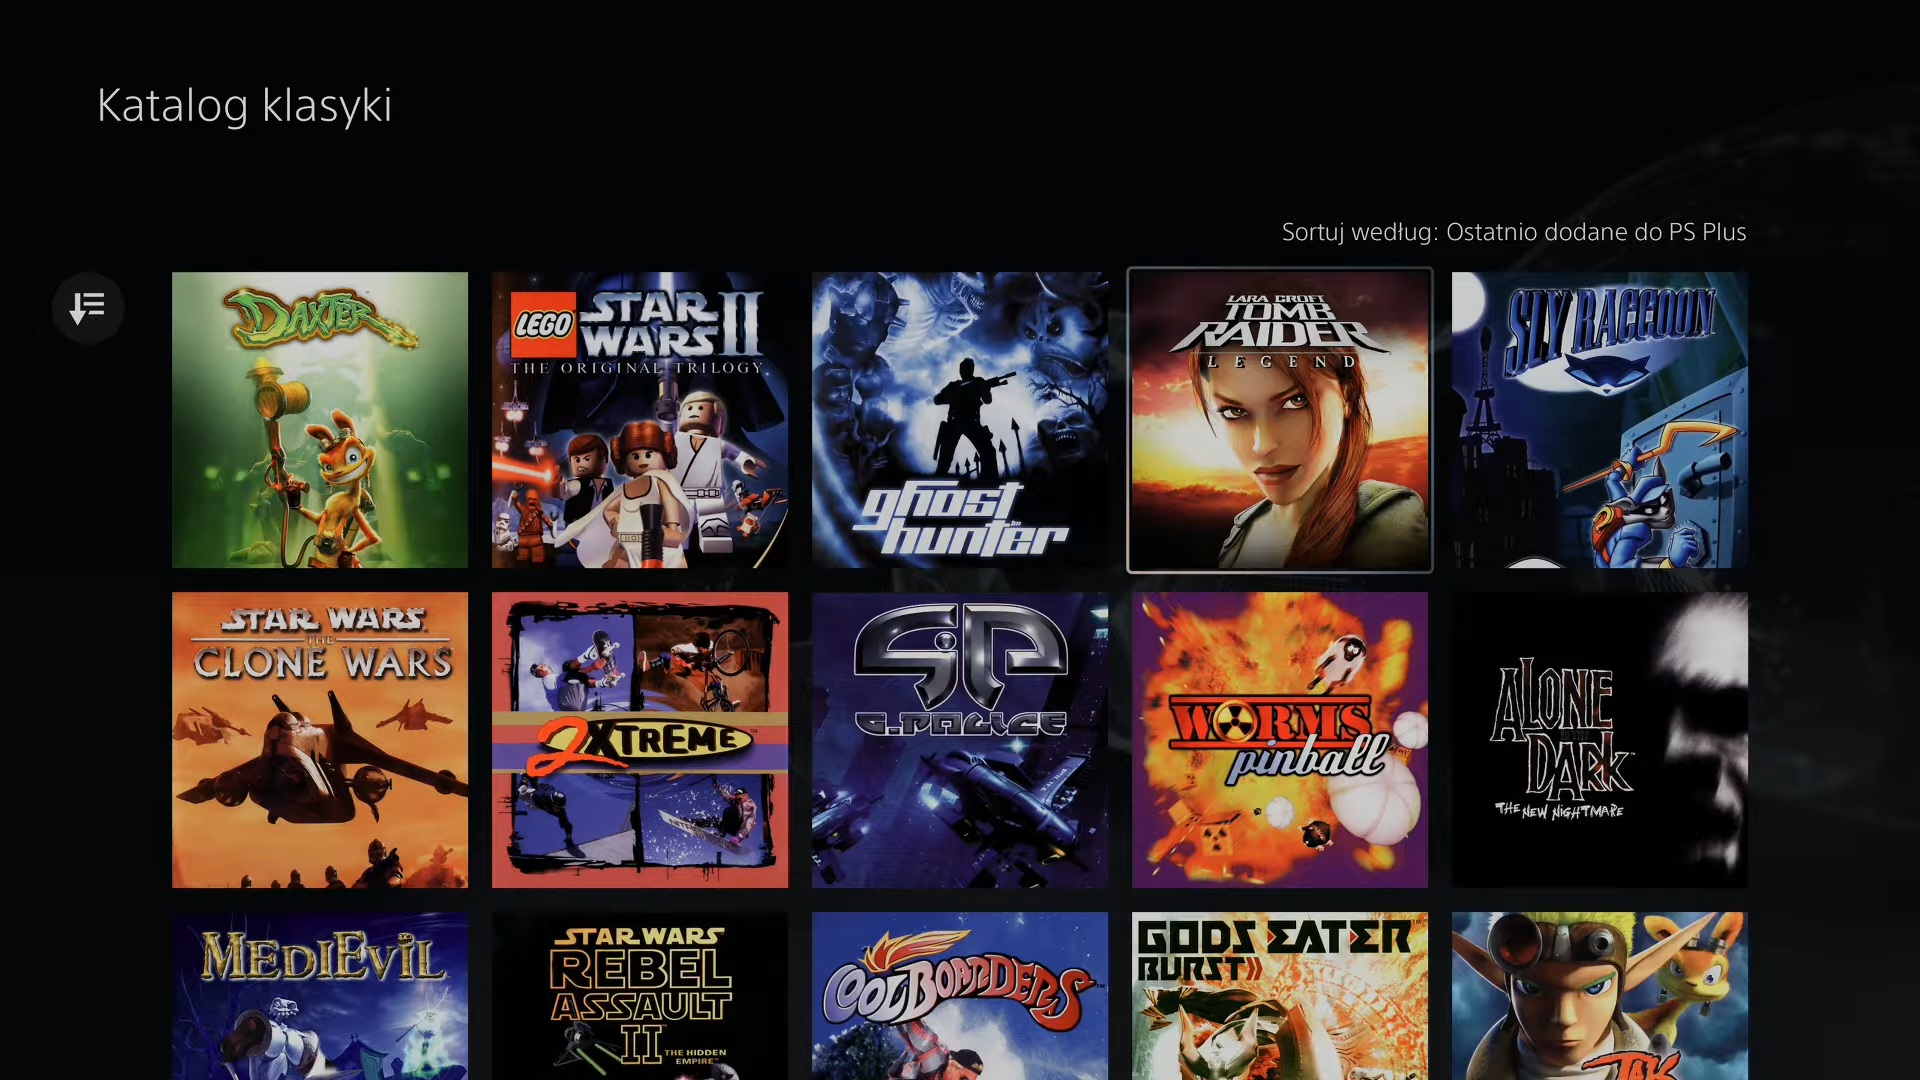 Katalog klasyki
Sortuj według: Ostatnio dodane do PS Plus
DAXTER
LEGO STAR WARS II
THE ORIGINAL TRILOGY
ghost hunter
LARA CROFT
TOMB RAIDER
LEGEND
SLY RACCOON
STAR WARS
THE
CLONE WARS
2XTREME
G-POLICE
WORMS
pinball
ALONE
IN THE
DARK
THE NEW NIGHTMARE
MEDIEVIL
STAR WARS
REBEL
ASSAULT
II THE HIDDEN EMPIRE
COOL BOARDERS
GODS EATER
BURST
JAK